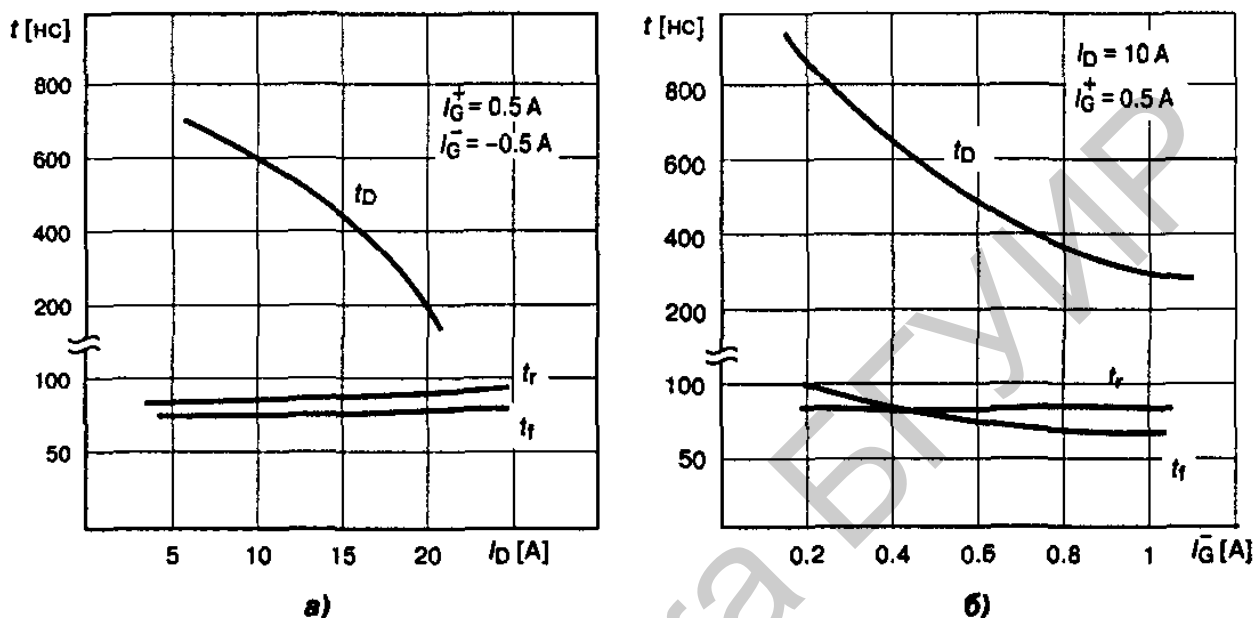 t [нс]
800
600
400
200
100
50
I_G^+ = 0.5 A
I_G^- = –0.5 A
t_D
t_r
t_f
5 10 15 20 I_D [A]
а)
t [нс]
800
600
400
200
100
50
I_D = 10 A
I_G^+ = 0.5 A
t_D
t_r
t_f
0.2 0.4 0.6 0.8 1 I_G^- [A]
б)
та БГУИР